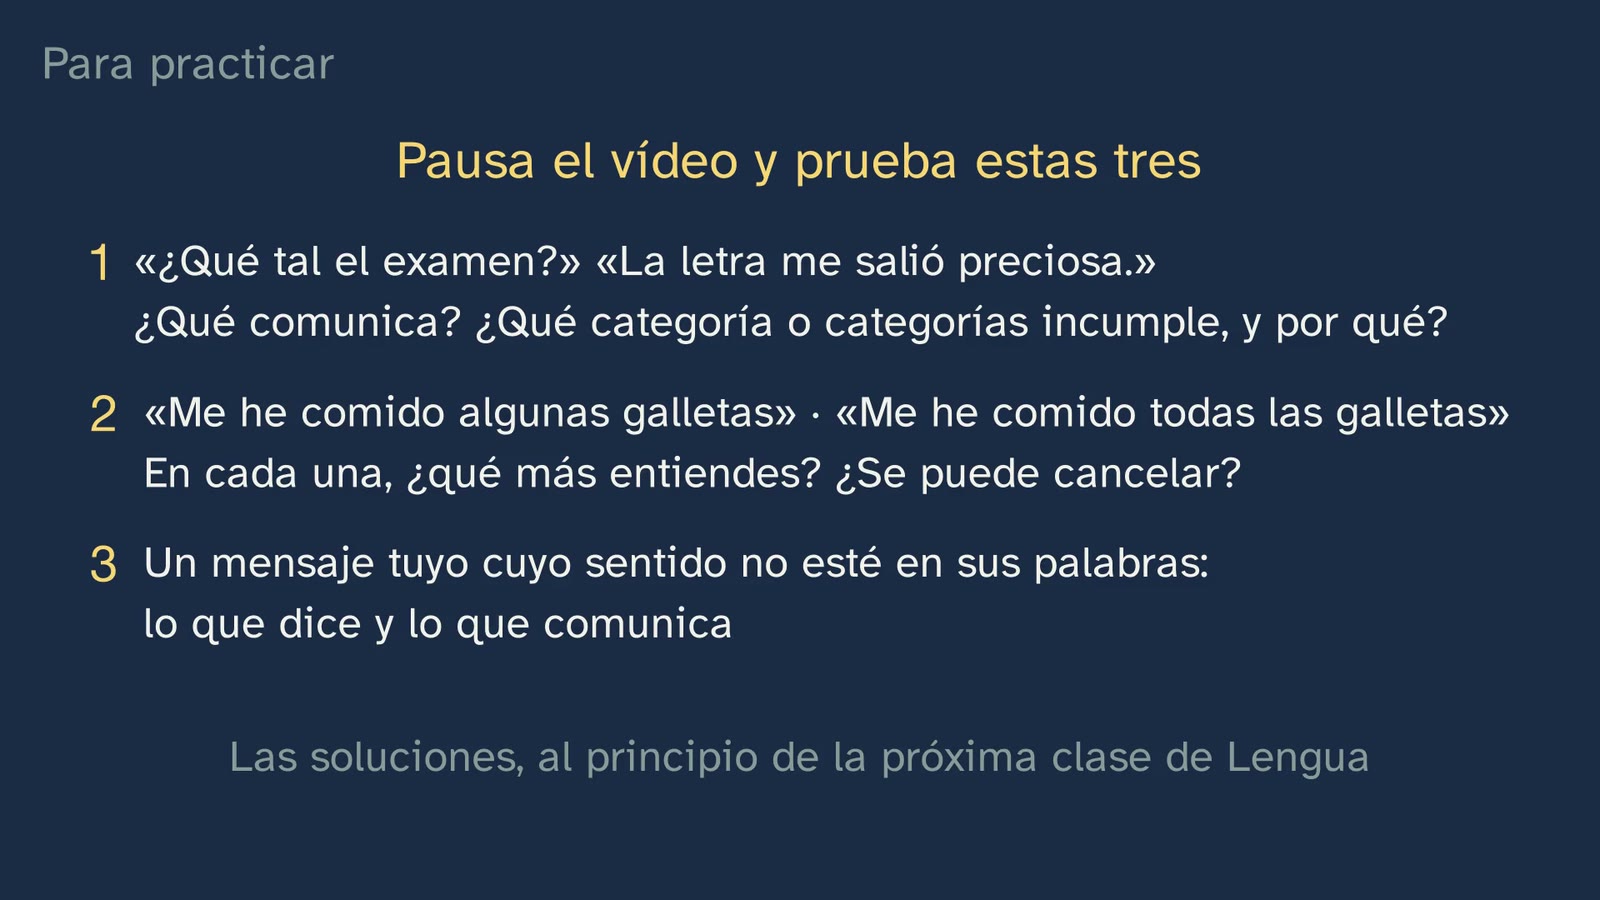 Para practicar
Pausa el vídeo y prueba estas tres
1 «¿Qué tal el examen?» «La letra me salió preciosa.»
¿Qué comunica? ¿Qué categoría o categorías incumple, y por qué?
2 «Me he comido algunas galletas» · «Me he comido todas las galletas»
En cada una, ¿qué más entiendes? ¿Se puede cancelar?
3 Un mensaje tuyo cuyo sentido no esté en sus palabras:
lo que dice y lo que comunica
Las soluciones, al principio de la próxima clase de Lengua